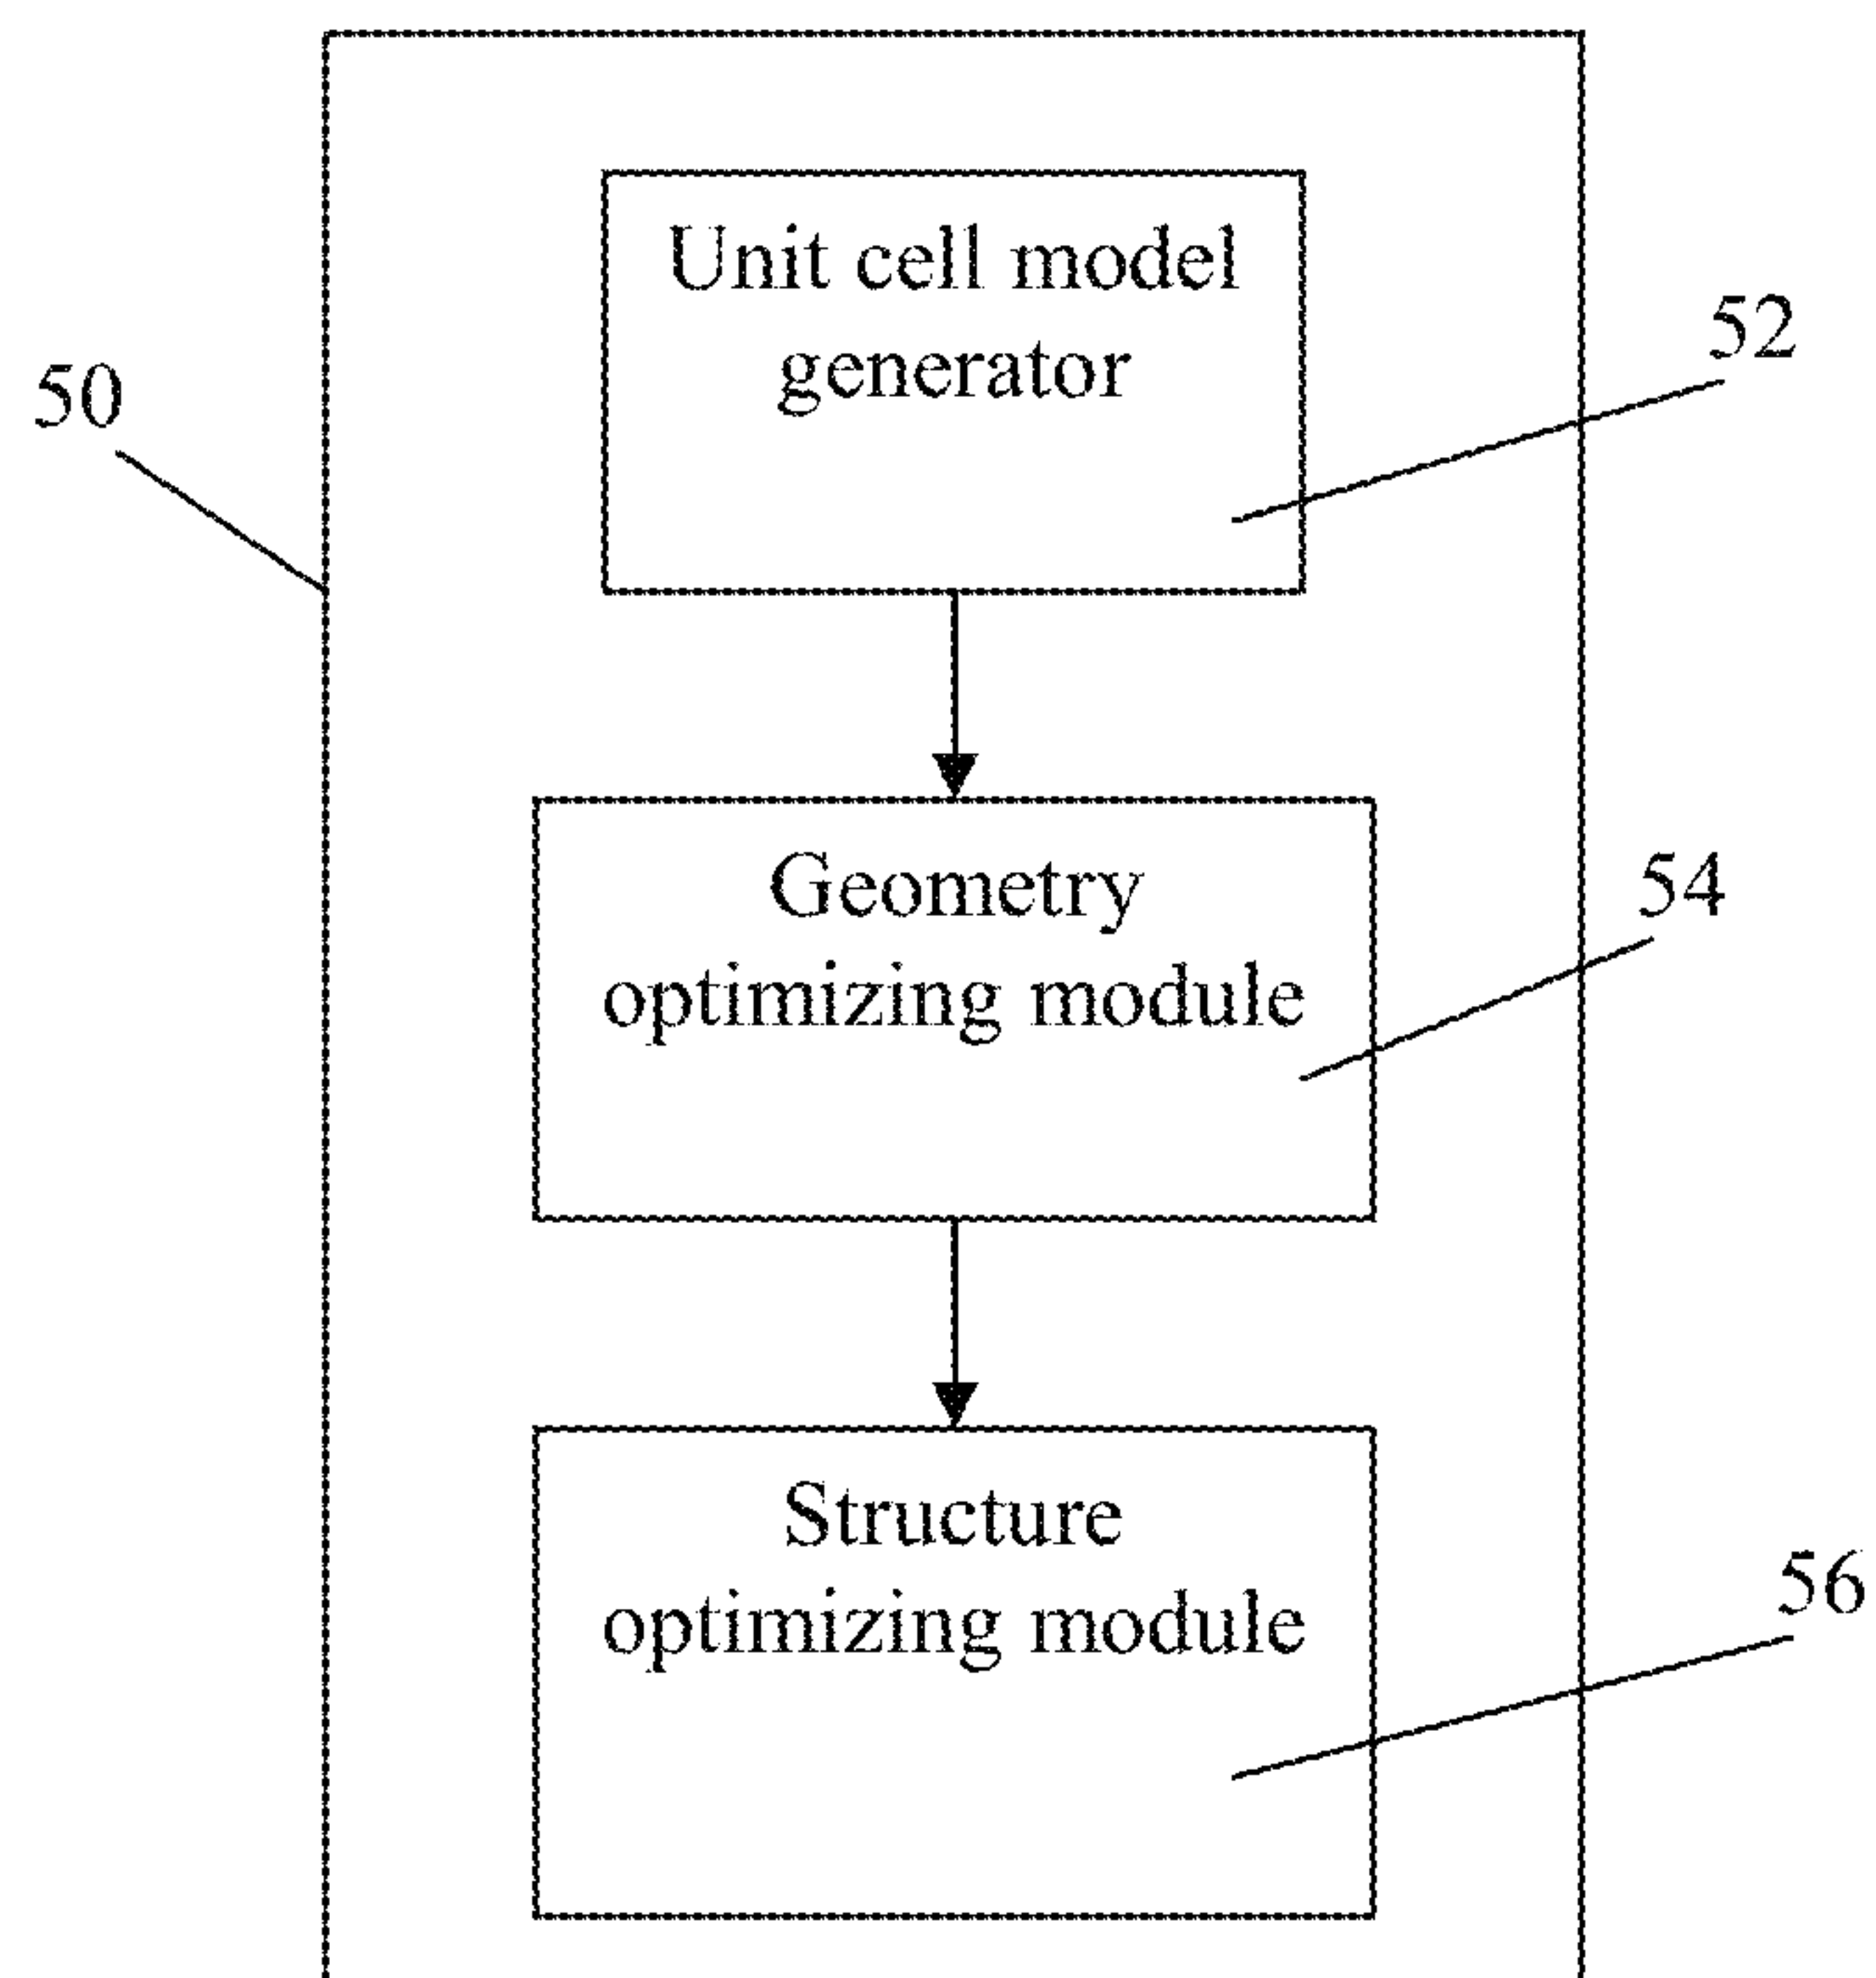 Unit cell model
generator
52
50
Geometry
optimizing module
54
Structure
optimizing module
56